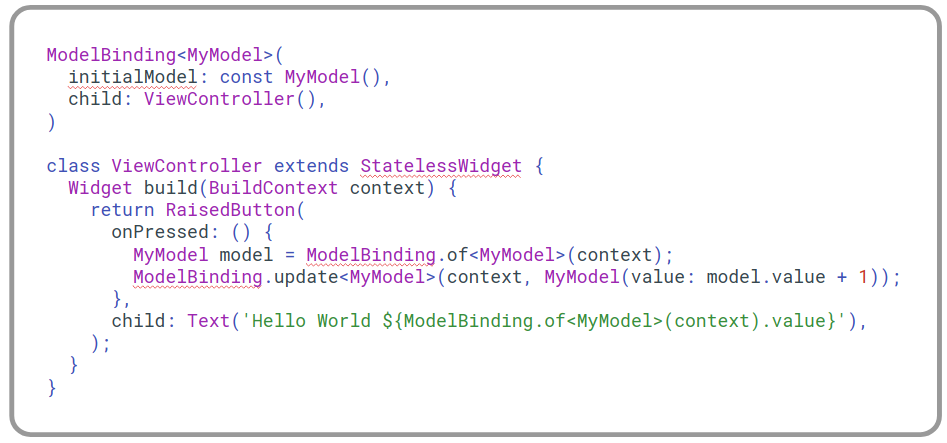 ModelBinding<MyModel>(
  initialModel: const MyModel(),
  child: ViewController(),
)

class ViewController extends StatelessWidget {
  Widget build(BuildContext context) {
    return RaisedButton(
      onPressed: () {
        MyModel model = ModelBinding.of<MyModel>(context);
        ModelBinding.update<MyModel>(context, MyModel(value: model.value + 1));
      },
      child: Text('Hello World ${ModelBinding.of<MyModel>(context).value}'),
    );
  }
}